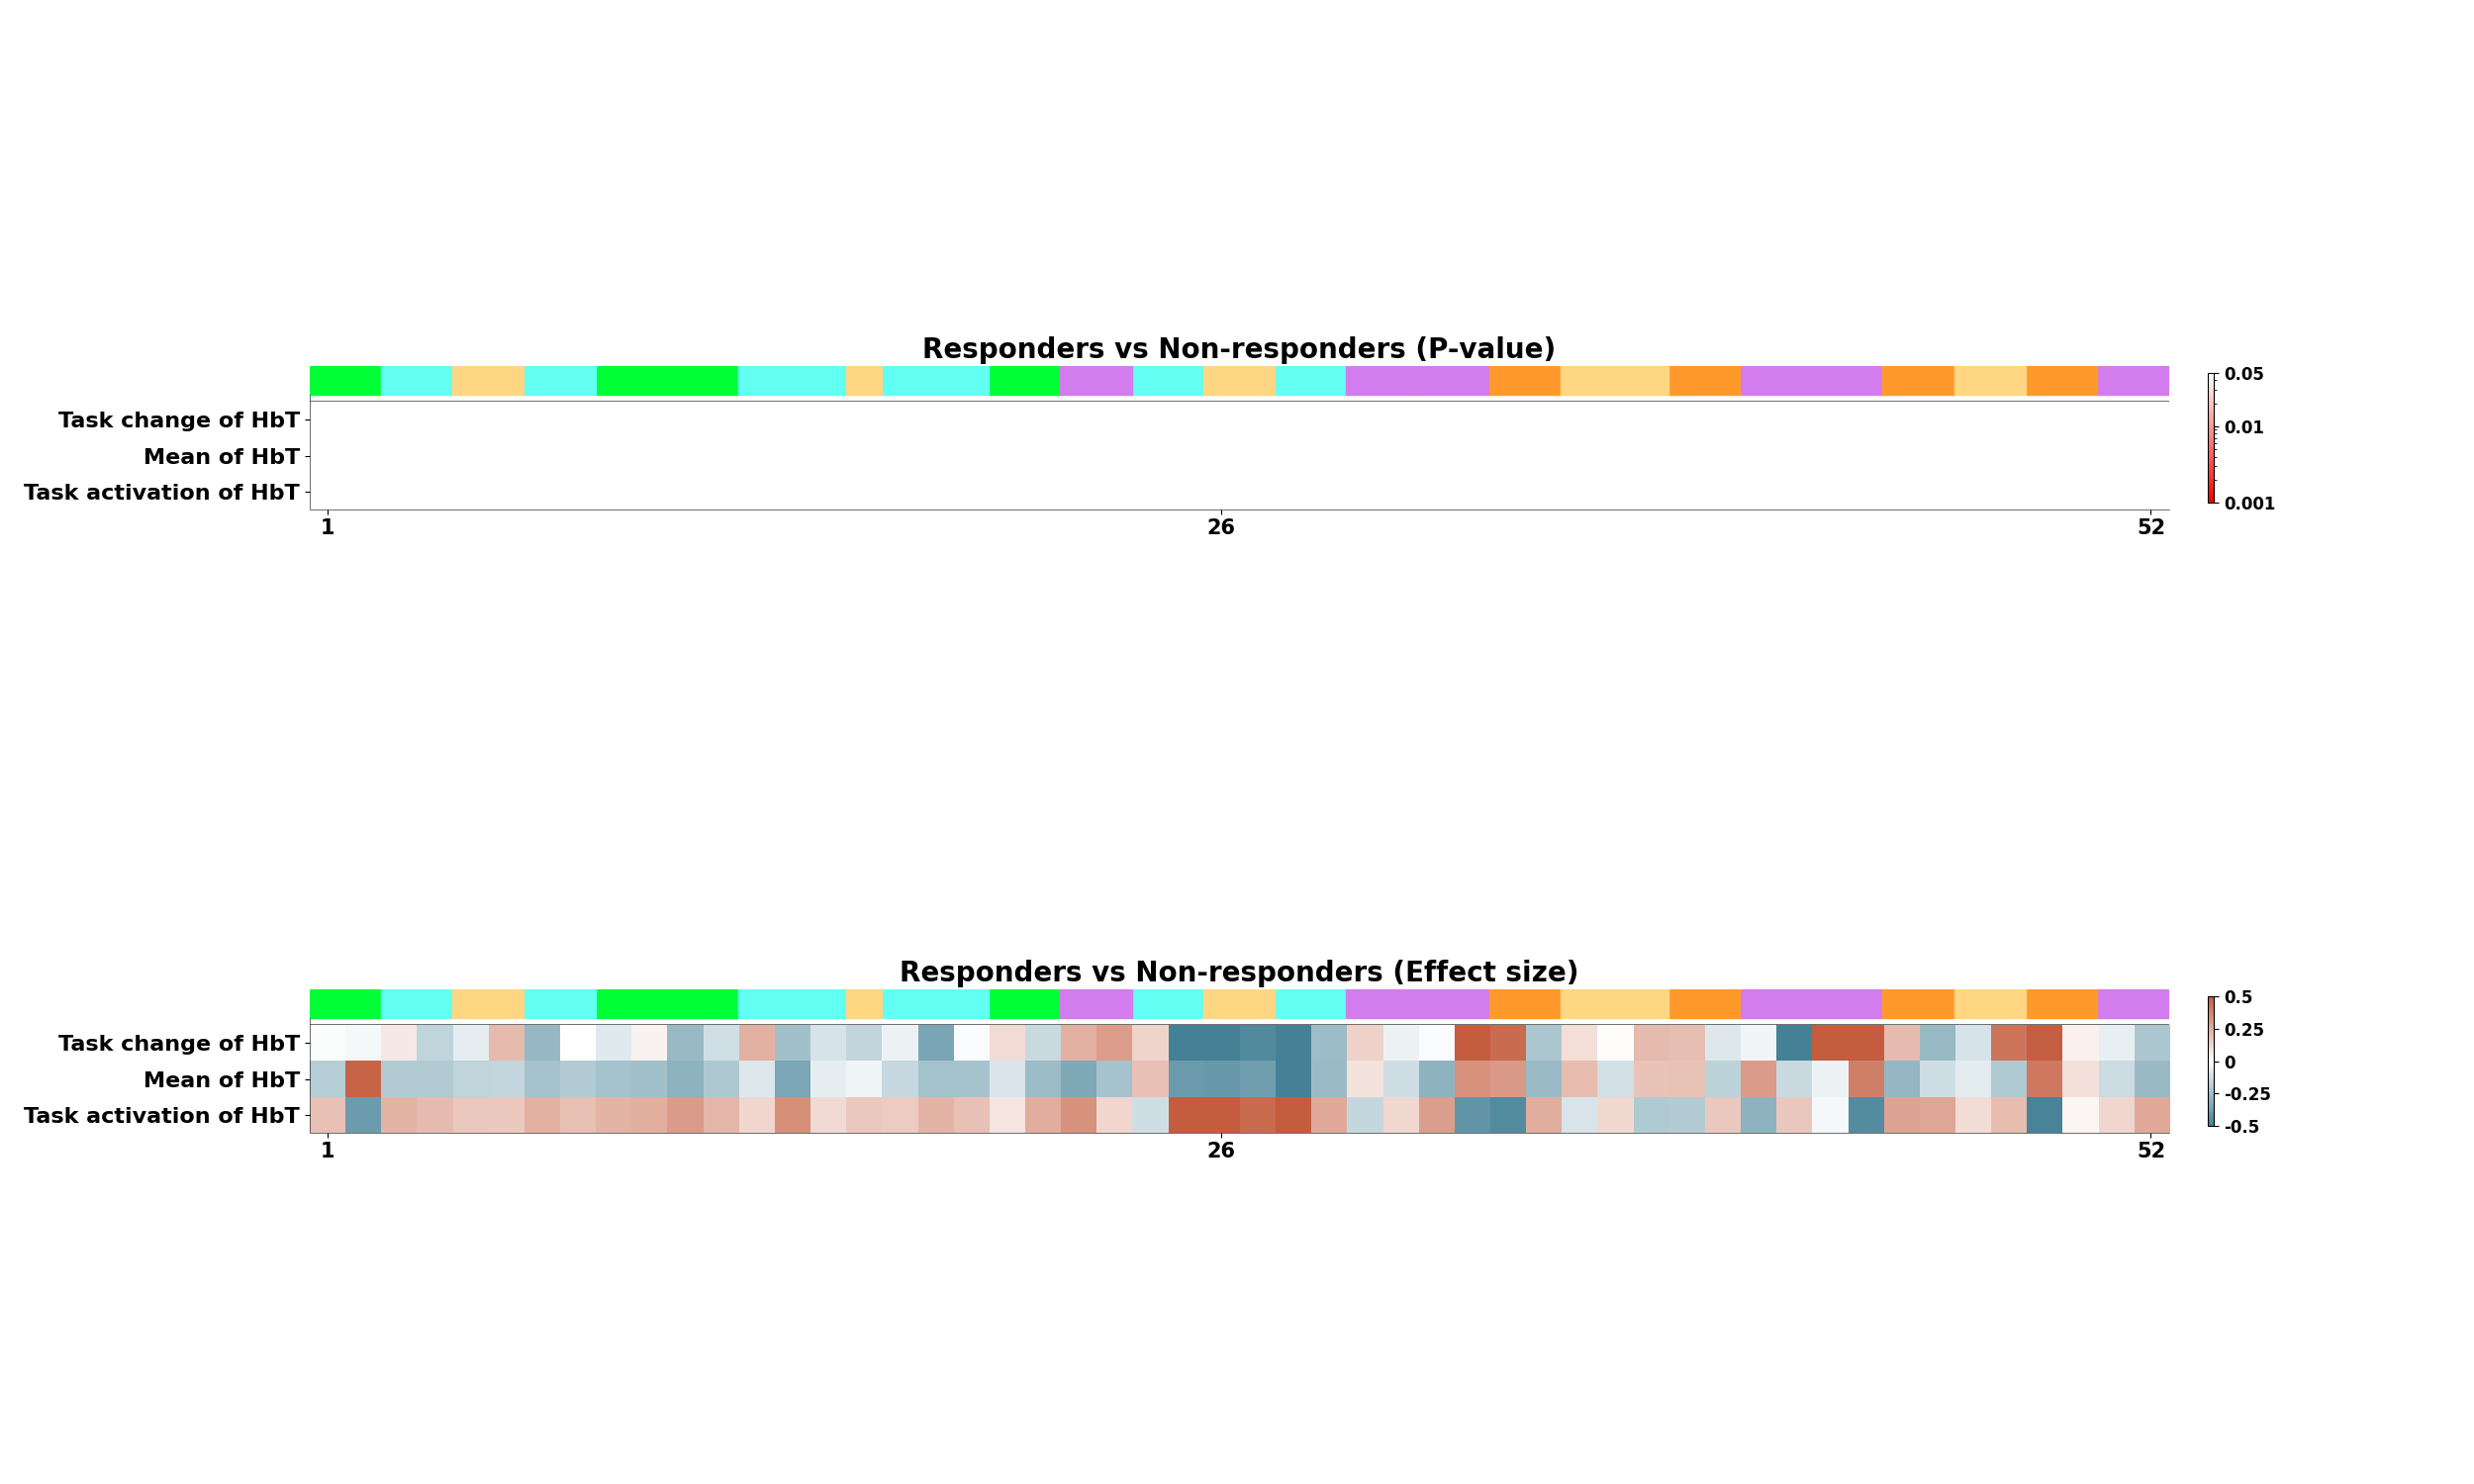 Responders vs Non-responders (P-value)
Task change of HbT
Mean of HbT
Task activation of HbT
1 26 52
0.05
0.01
0.001
Responders vs Non-responders (Effect size)
Task change of HbT
Mean of HbT
Task activation of HbT
1 26 52
0.5
0.25
0
-0.25
-0.5